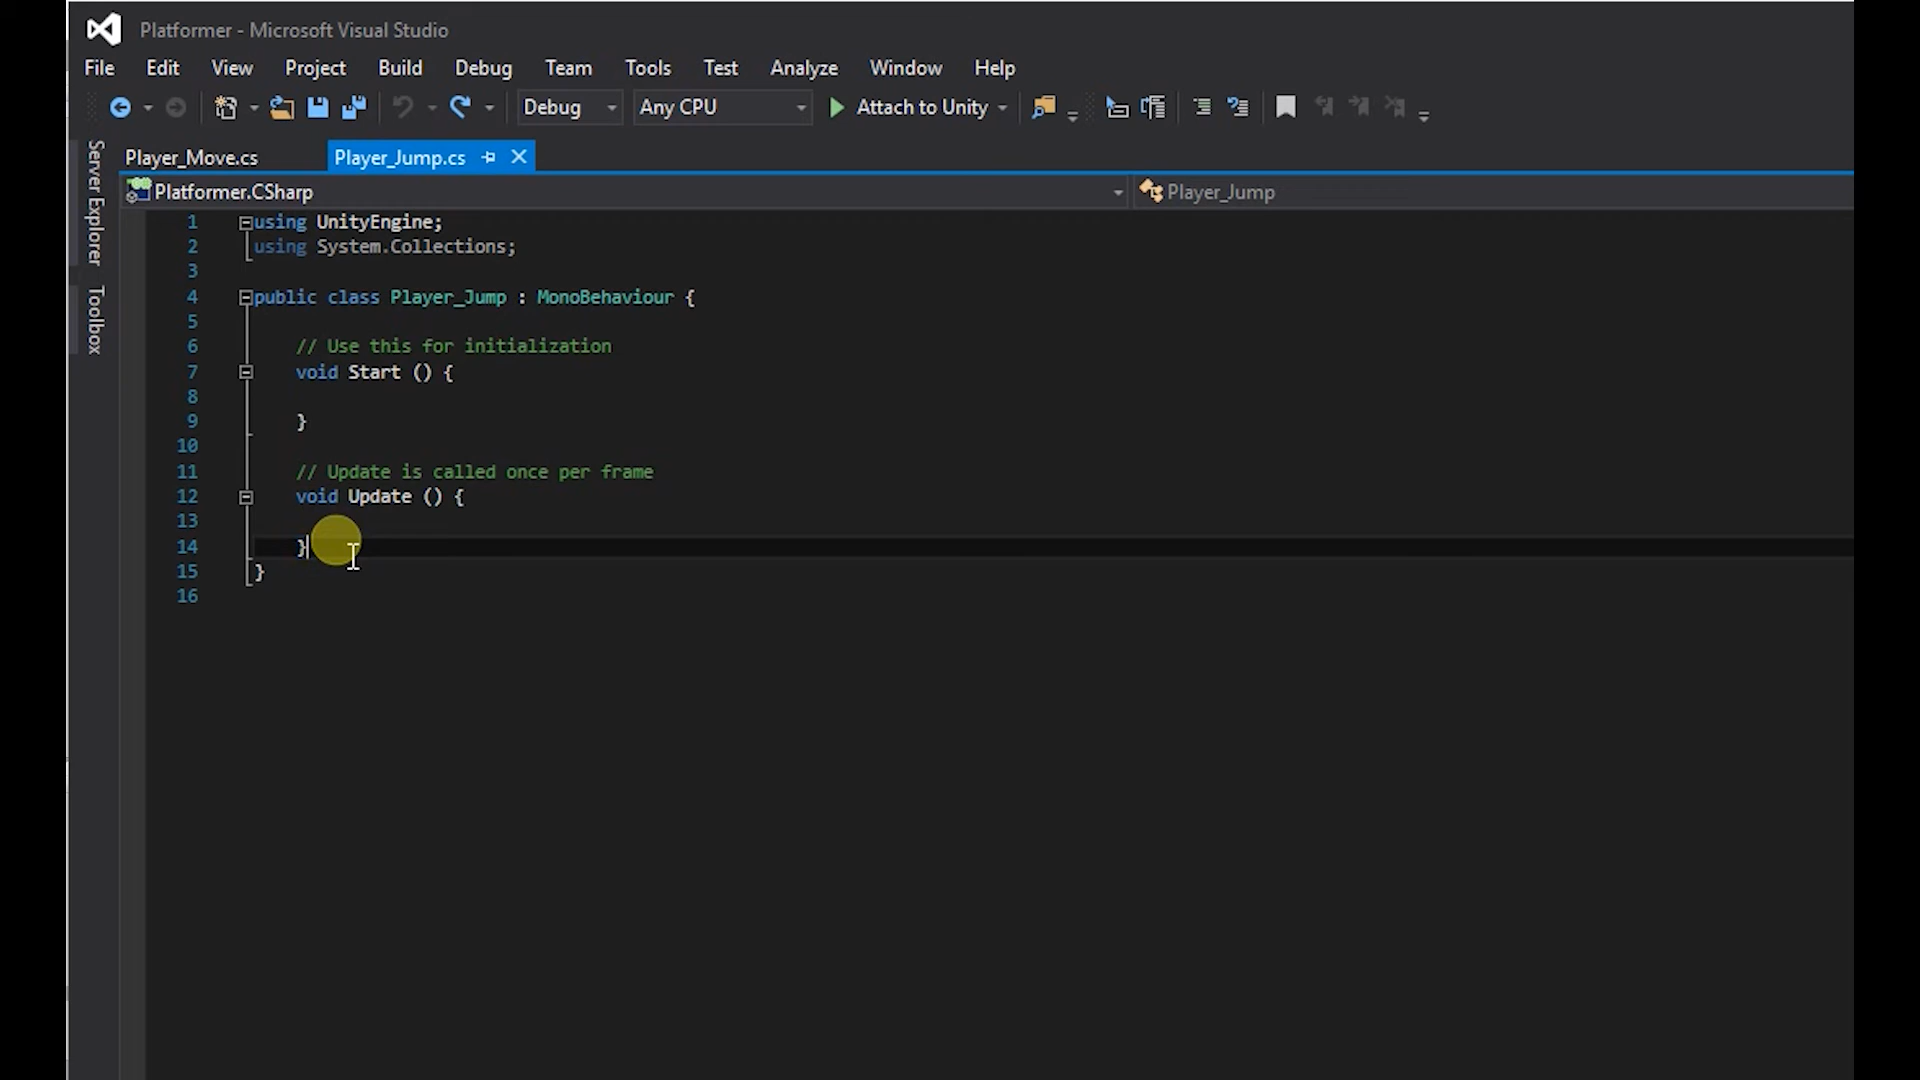 Platformer - Microsoft Visual Studio
File Edit View Project Build Debug Team Tools Test Analyze Window Help
Debug Any CPU Attach to Unity
Server Explorer
Toolbox
Player_Move.cs Player_Jump.cs
Platformer.CSharp Player_Jump
1 using UnityEngine;
2 using System.Collections;
3
4 public class Player_Jump : MonoBehaviour {
5
6 // Use this for initialization
7 void Start () {
8
9 }
10
11 // Update is called once per frame
12 void Update () {
13
14 }
15 }
16